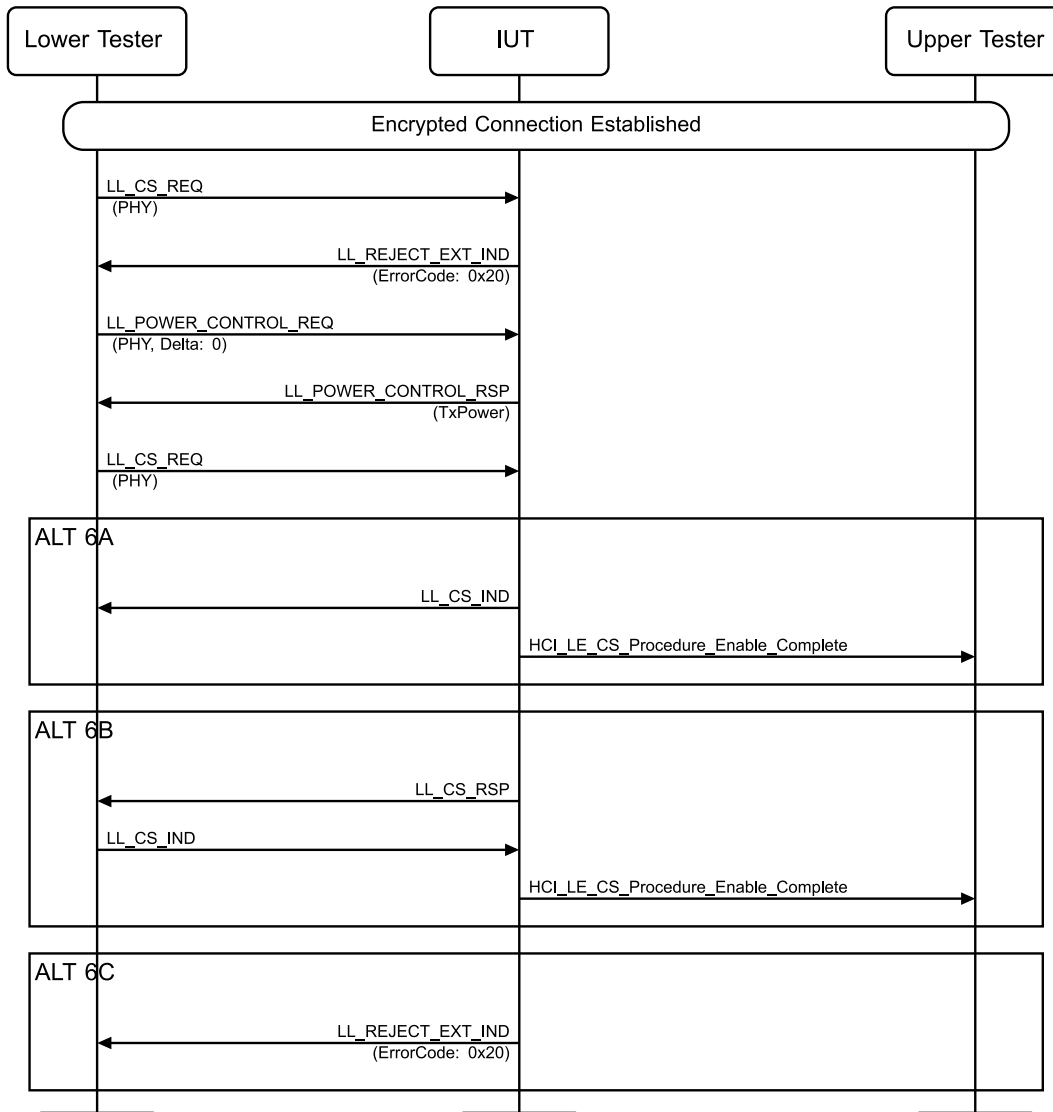 Lower Tester
IUT
Upper Tester
Encrypted Connection Established
LL_CS_REQ
(PHY)
LL_REJECT_EXT_IND
(ErrorCode: 0x20)
LL_POWER_CONTROL_REQ
(PHY, Delta: 0)
LL_POWER_CONTROL_RSP
(TxPower)
LL_CS_REQ
(PHY)
ALT 6A
LL_CS_IND
HCI_LE_CS_Procedure_Enable_Complete
ALT 6B
LL_CS_RSP
LL_CS_IND
HCI_LE_CS_Procedure_Enable_Complete
ALT 6C
LL_REJECT_EXT_IND
(ErrorCode: 0x20)